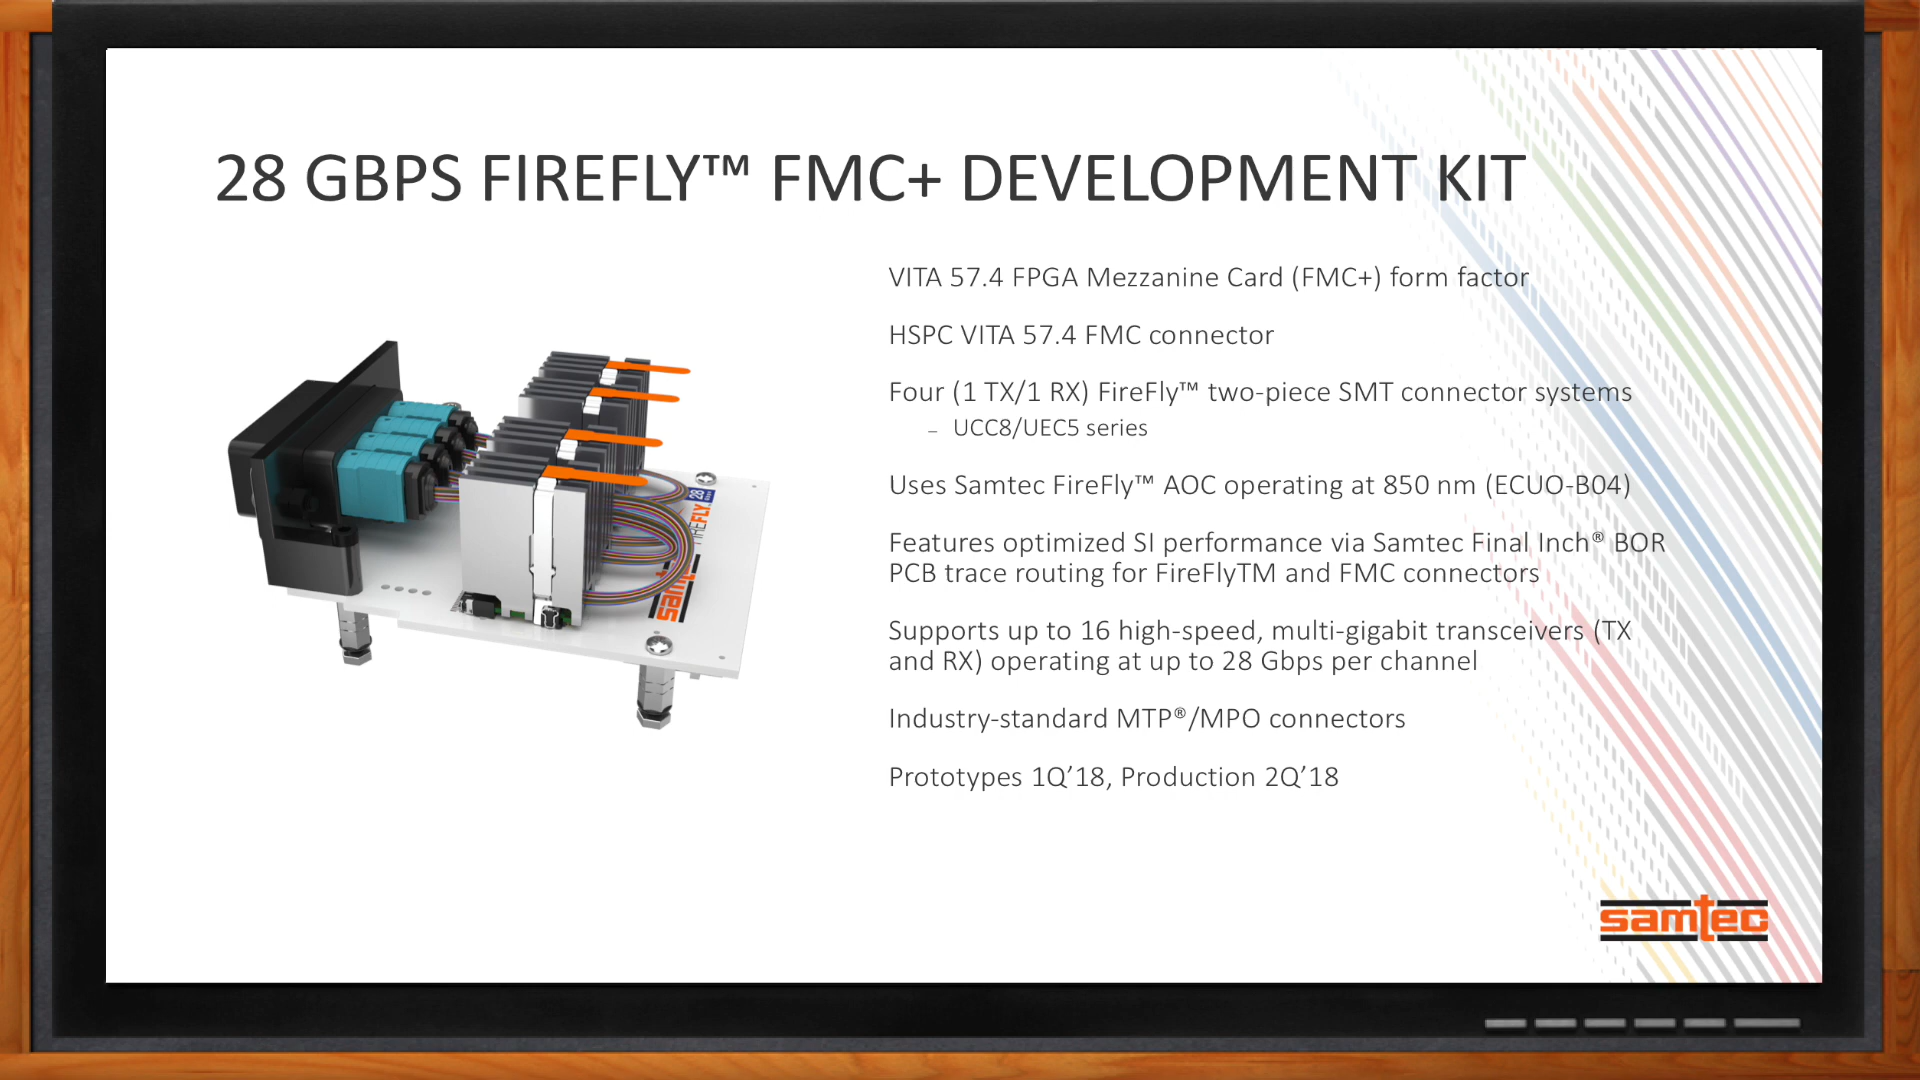 28 GBPS FIREFLY™ FMC+ DEVELOPMENT KIT
VITA 57.4 FPGA Mezzanine Card (FMC+) form factor
HSPC VITA 57.4 FMC connector
Four (1 TX/1 RX) FireFly™ two-piece SMT connector systems
– UCC8/UEC5 series
Uses Samtec FireFly™ AOC operating at 850 nm (ECUO-B04)
Features optimized SI performance via Samtec Final Inch® BOR
PCB trace routing for FireFlyTM and FMC connectors
Supports up to 16 high-speed, multi-gigabit transceivers (TX
and RX) operating at up to 28 Gbps per channel
Industry-standard MTP®/MPO connectors
Prototypes 1Q’18, Production 2Q’18
28
FIREFLY
samtec
samtec